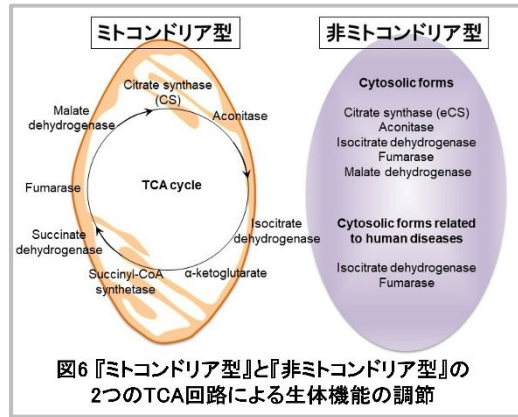 ミトコンドリア型
Citrate synthase
(CS)
Aconitase
Malate
dehydrogenase
Fumarase
TCA cycle
Isocitrate
dehydrogenase
Succinate
dehydrogenase
Succinyl-CoA
synthetase
α-ketoglutarate
非ミトコンドリア型
Cytosolic forms
Citrate synthase (eCS)
Aconitase
Isocitrate dehydrogenase
Fumarase
Malate dehydrogenase
Cytosolic forms related
to human diseases
Isocitrate dehydrogenase
Fumarase
図6 『ミトコンドリア型』と『非ミトコンドリア型』の
2つのTCA回路による生体機能の調節